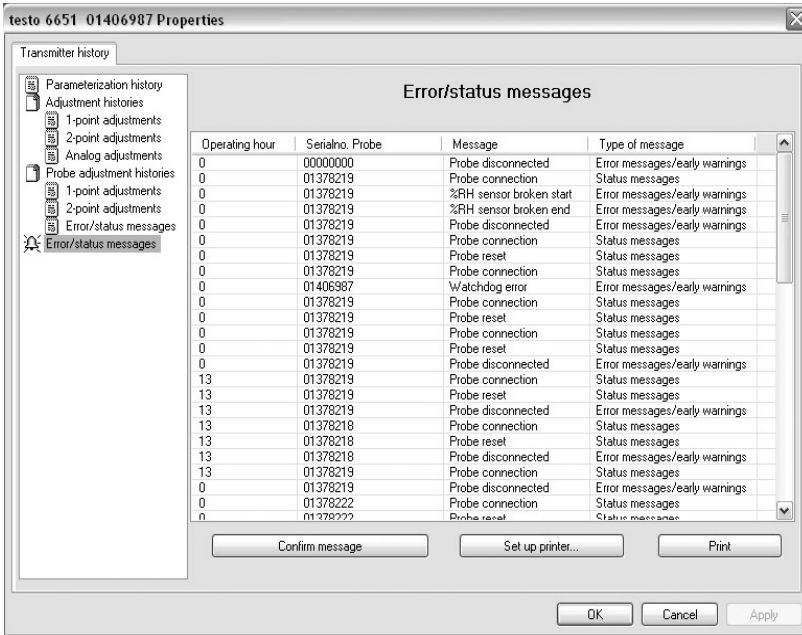 testo 6651 01406987 Properties
Transmitter history
Parameterization history
Adjustment histories
1-point adjustments
2-point adjustments
Analog adjustments
Probe adjustment histories
1-point adjustments
2-point adjustments
Error/status messages
Error/status messages
Error/status messages
Operating hour Serialno. Probe Message Type of message
0 00000000 Probe disconnected Error messages/early warnings
0 01378219 Probe connection Status messages
0 01378219 %RH sensor broken start Error messages/early warnings
0 01378219 %RH sensor broken end Error messages/early warnings
0 01378219 Probe disconnected Error messages/early warnings
0 01378219 Probe connection Status messages
0 01378219 Probe reset Status messages
0 01378219 Probe connection Status messages
0 01406987 Watchdog error Error messages/early warnings
0 01378219 Probe connection Status messages
0 01378219 Probe reset Status messages
0 01378219 Probe connection Status messages
0 01378219 Probe reset Status messages
0 01378219 Probe disconnected Error messages/early warnings
13 01378219 Probe connection Status messages
13 01378219 Probe reset Status messages
13 01378219 Probe disconnected Error messages/early warnings
13 01378218 Probe connection Status messages
13 01378218 Probe reset Status messages
13 01378218 Probe disconnected Error messages/early warnings
13 01378219 Probe connection Status messages
0 01378219 Probe disconnected Error messages/early warnings
0 01378222 Probe connection Status messages
0 01378222 Probe reset Status messages
Confirm message Set up printer... Print
OK Cancel Apply